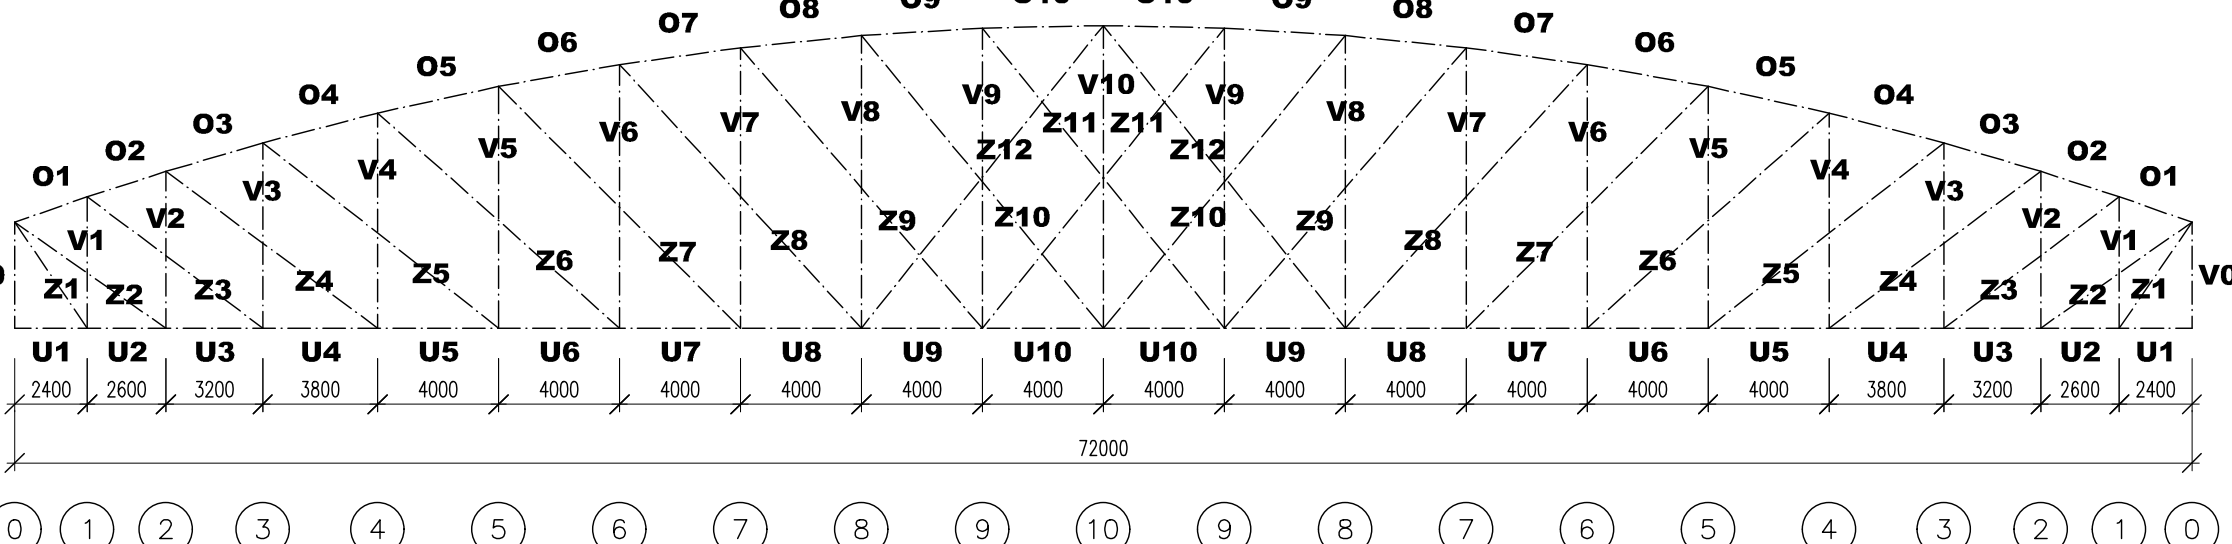 O9 O10 O10 O9
O7 O8 O8 O7
O6 O6
O5 O5
O4 V9 V10 V9 O4
O3 V7 V8 Z11 Z11 V8 V7 O3
O2 V5 V6 Z12 Z12 V6 V5 O2
O1 V3 V4 V4 V3 O1
V1 V2 Z8 Z9 Z10 Z10 Z9 Z8 V2 V1
Z1 Z2 Z3 Z4 Z5 Z6 Z7 Z7 Z6 Z5 Z4 Z3 Z2 Z1 V0
U1 U2 U3 U4 U5 U6 U7 U8 U9 U10 U10 U9 U8 U7 U6 U5 U4 U3 U2 U1
2400 2600 3200 3800 4000 4000 4000 4000 4000 4000 4000 4000 4000 4000 4000 4000 3800 3200 2600 2400
72000
0 1 2 3 4 5 6 7 8 9 10 9 8 7 6 5 4 3 2 1 0